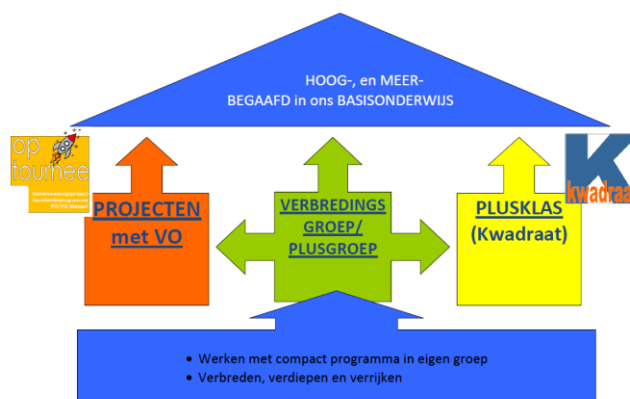 HOOG-, en MEER-
BEGAAFD in ons BASISONDERWIJS
op
tournee
kwadraat
PROJECTEN
met VO
VERBREDINGS
GROEP/
PLUSGROEP
PLUSKLAS
(Kwadraat)
• Werken met compact programma in eigen groep
• Verbreden, verdiepen en verrijken